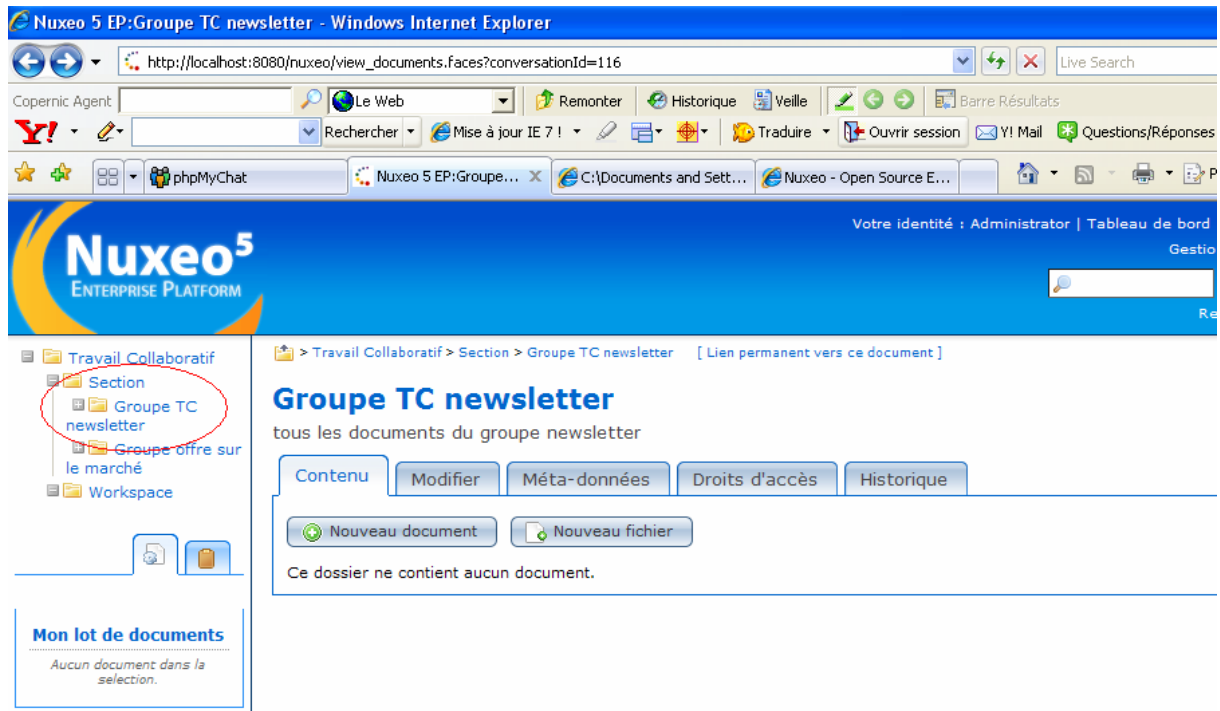 Nuxeo 5 EP:Groupe TC newsletter - Windows Internet Explorer
http://localhost:8080/nuxeo/view_documents.faces?conversationId=116
Live Search
Copernic Agent
Le Web
Remonter
Historique
Veille
Barre Résultats
Y!
Rechercher
Mise à jour IE 7 !
Traduire
Ouvrir session
Y! Mail
Questions/Réponses
phpMyChat
Nuxeo 5 EP:Groupe...
C:\Documents and Sett...
Nuxeo - Open Source E...
P
Votre identité : Administrator | Tableau de bord
Gestio
Nuxeo5
ENTERPRISE PLATFORM
Re
Travail Collaboratif
Section
Groupe TC
newsletter
Groupe offre sur
le marché
Workspace
> Travail Collaboratif > Section > Groupe TC newsletter [ Lien permanent vers ce document ]
Groupe TC newsletter
tous les documents du groupe newsletter
Contenu
Modifier
Méta-données
Droits d'accès
Historique
Nouveau document
Nouveau fichier
Ce dossier ne contient aucun document.
Mon lot de documents
Aucun document dans la
selection.